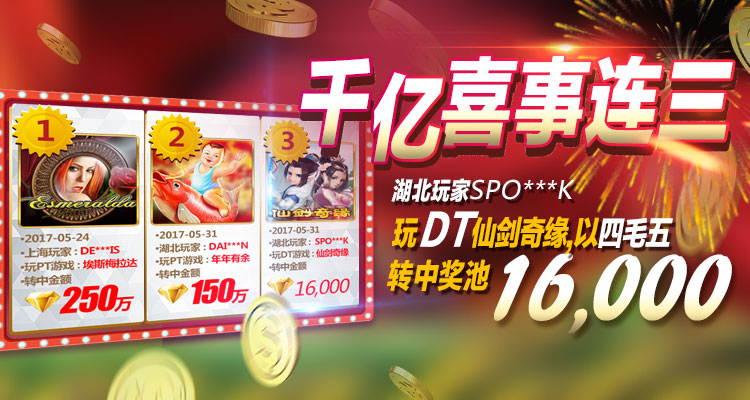 千亿喜事连三
湖北玩家SPO***K
玩DT仙剑奇缘,以四毛五
转中奖池16,000
1
Esmeralda
•2017-05-24
•上海玩家：DE***IS
•玩PT游戏：埃斯梅拉达
•转中金额
250万
2
•2017-05-31
•湖北玩家：DAI***N
•玩PT游戏：年年有余
•转中金额
150万
3
仙剑奇缘
•2017-05-31
•湖北玩家：SPO***K
•玩DT游戏：仙剑奇缘
•转中金额
16,000